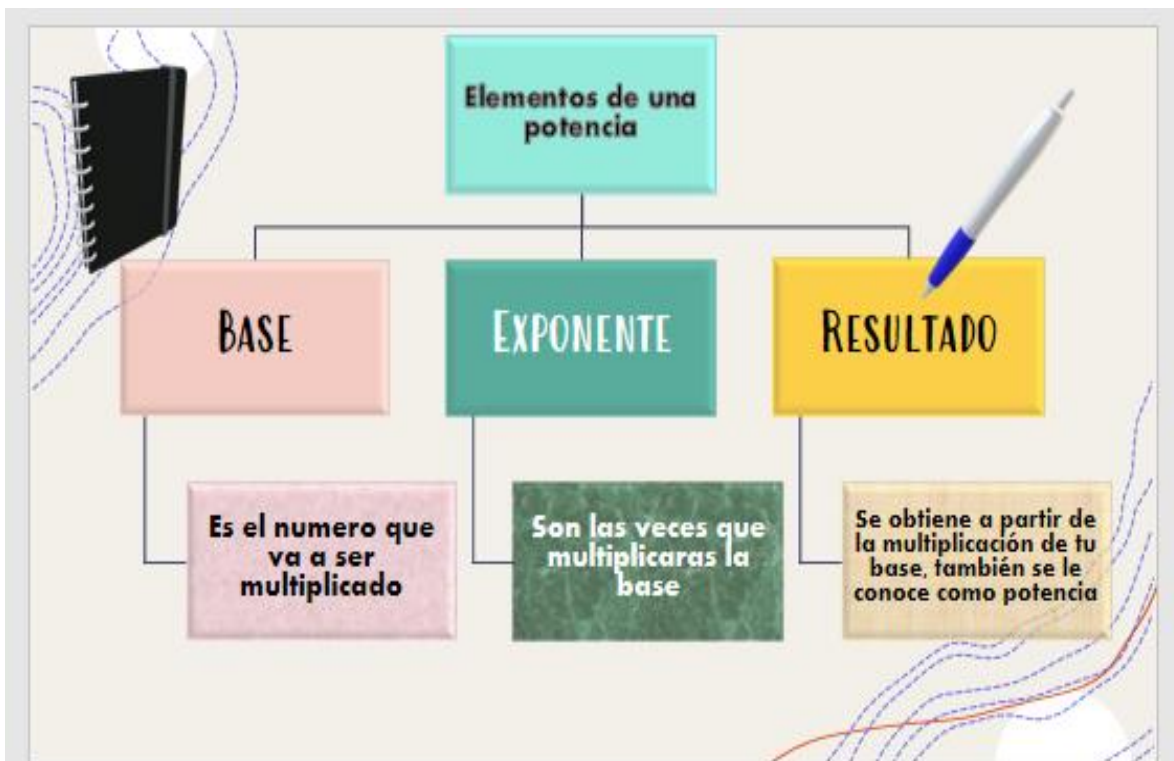 Elementos de una
potencia
BASE
EXPONENTE
RESULTADO
Es el numero que
va a ser
multiplicado
Son las veces que
multiplicaras la
base
Se obtiene a partir de
la multiplicación de tu
base, también se le
conoce como potencia